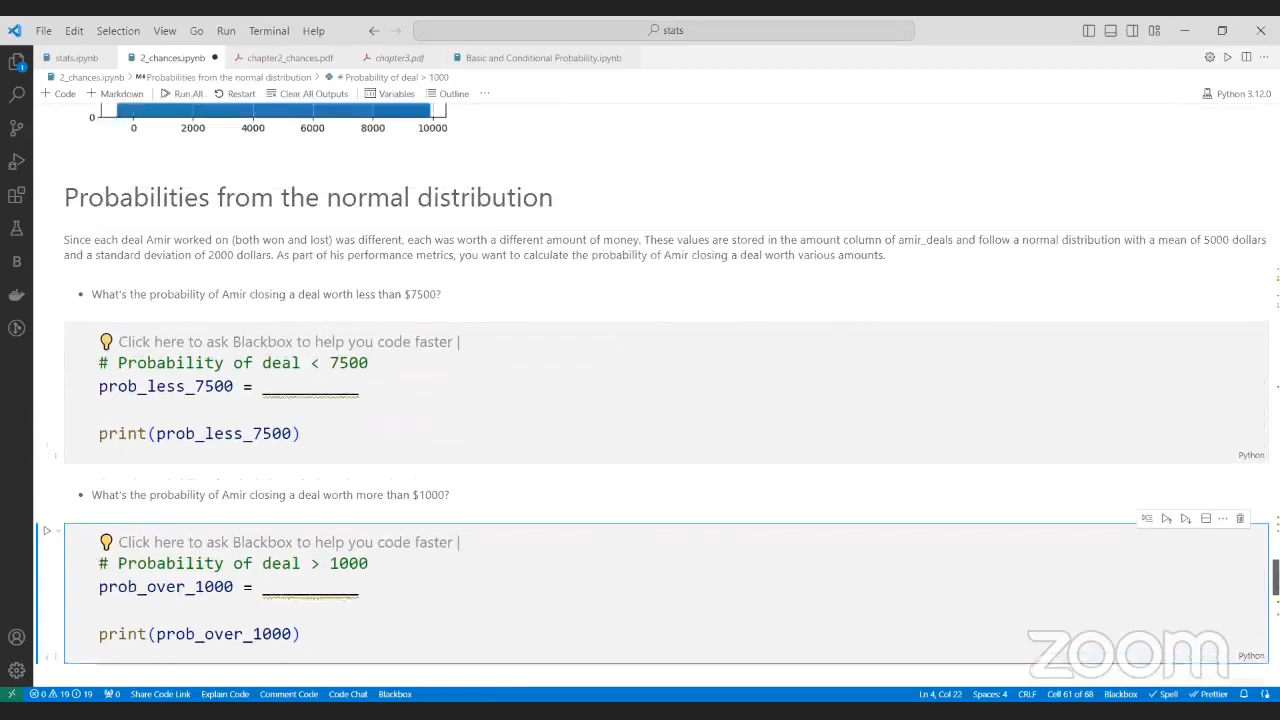 File Edit Selection View Go Run Terminal Help stats
stats.ipynb 2_chances.ipynb chapter2_chances.pdf chapter3.pdf Basic and Conditional Probability.ipynb
2_chances.ipynb > Probabilities from the normal distribution > # Probability of deal > 1000
+ Code + Markdown Run All Restart Clear All Outputs Variables Outline ... Python 3.12.0
0
0 2000 4000 6000 8000 10000
Probabilities from the normal distribution
Since each deal Amir worked on (both won and lost) was different, each was worth a different amount of money. These values are stored in the amount column of amir_deals and follow a normal distribution with a mean of 5000 dollars
and a standard deviation of 2000 dollars. As part of his performance metrics, you want to calculate the probability of Amir closing a deal worth various amounts.
• What's the probability of Amir closing a deal worth less than $7500?
Click here to ask Blackbox to help you code faster |
# Probability of deal < 7500
prob_less_7500 = __________
print(prob_less_7500)
Python
• What's the probability of Amir closing a deal worth more than $1000?
Click here to ask Blackbox to help you code faster |
# Probability of deal > 1000
prob_over_1000 = __________
print(prob_over_1000)
zoom
Python
0 19 19 0 Share Code Link Explain Code Comment Code Code Chat Blackbox Ln 4, Col 22 Spaces: 4 CRLF Cell 61 of 68 Blackbox Spell Prettier